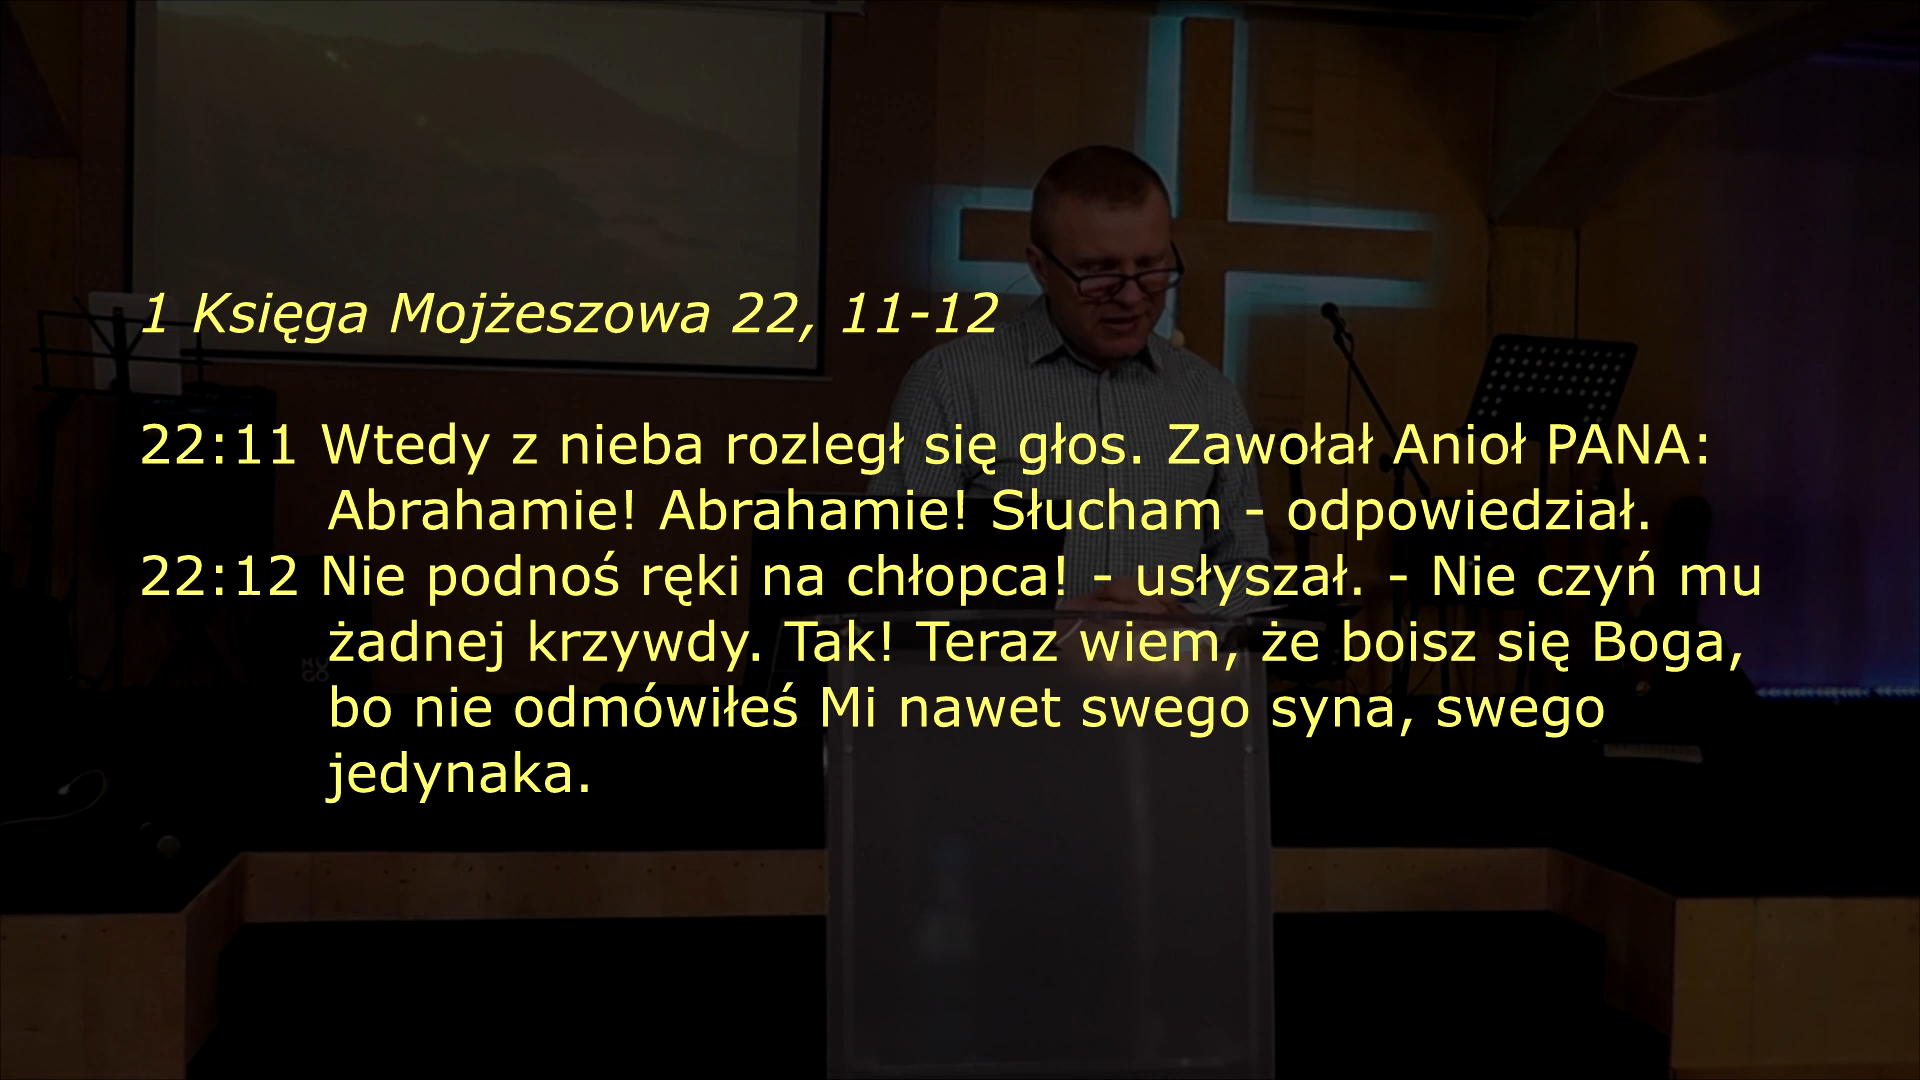 1 Księga Mojżeszowa 22, 11-12
22:11 Wtedy z nieba rozległ się głos. Zawołał Anioł PANA:
Abrahamie! Abrahamie! Słucham - odpowiedział.
22:12 Nie podnoś ręki na chłopca! - usłyszał. - Nie czyń mu
żadnej krzywdy. Tak! Teraz wiem, że boisz się Boga,
bo nie odmówiłeś Mi nawet swego syna, swego
jedynaka.
NU
GO